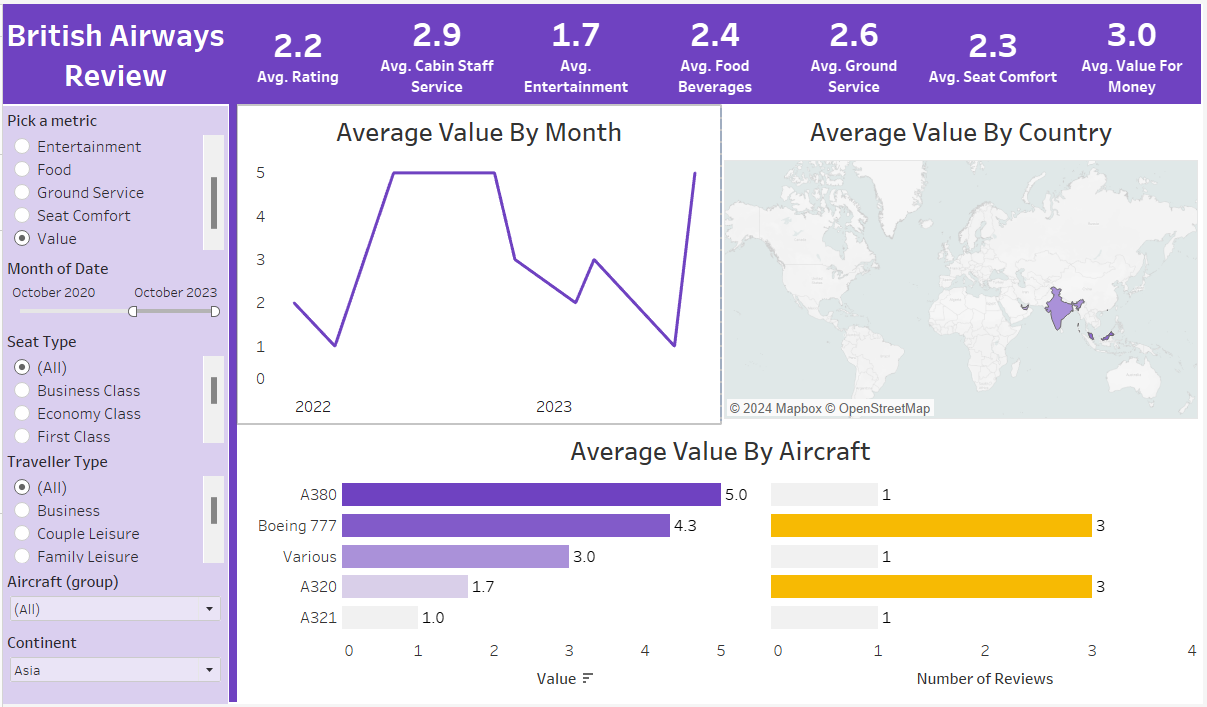 British Airways
Review
2.2
Avg. Rating
2.9
Avg. Cabin Staff
Service
1.7
Avg.
Entertainment
2.4
Avg. Food
Beverages
2.6
Avg. Ground
Service
2.3
Avg. Seat Comfort
3.0
Avg. Value For
Money
Pick a metric
Entertainment
Food
Ground Service
Seat Comfort
Value
Month of Date
October 2020 October 2023
Seat Type
(All)
Business Class
Economy Class
First Class
Traveller Type
(All)
Business
Couple Leisure
Family Leisure
Aircraft (group)
(All)
Continent
Asia
Average Value By Month
5
4
3
2
1
0
2022 2023
Average Value By Country
© 2024 Mapbox © OpenStreetMap
Average Value By Aircraft
A380 5.0 1
Boeing 777 4.3 3
Various 3.0 1
A320 1.7 3
A321 1.0 1
0 1 2 3 4 5 0 1 2 3 4
Value Number of Reviews